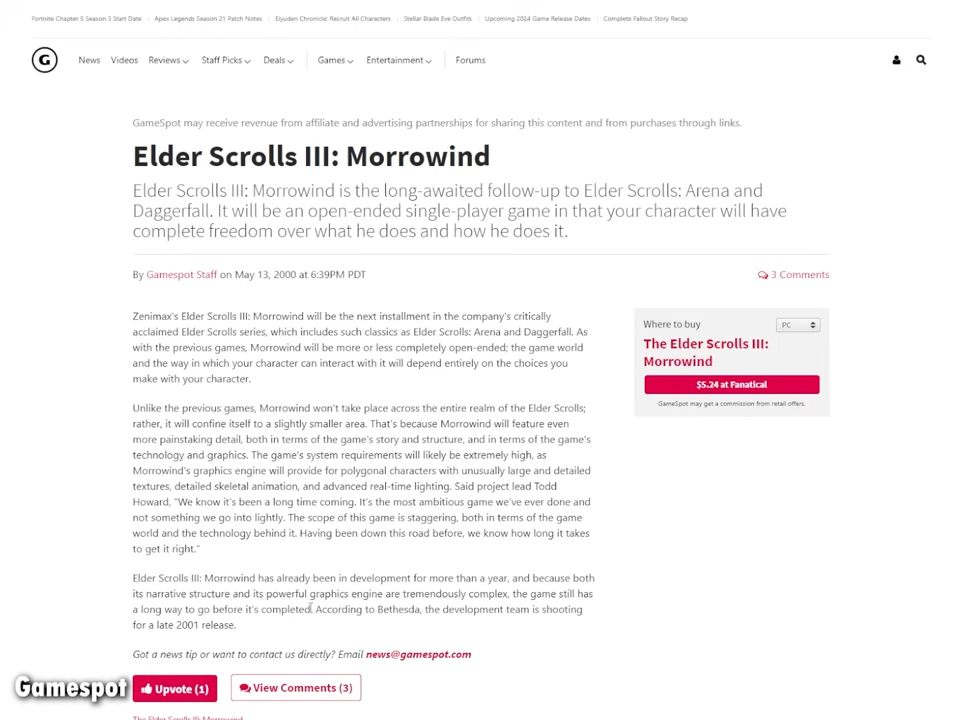 Fortnite Chapter 5 Season 3 Start Date
Apex Legends Season 21 Patch Notes
Eiyuden Chronicle: Recruit All Characters
Stellar Blade Eve Outfits
Upcoming 2024 Game Release Dates
Complete Fallout Story Recap
G
News
Videos
Reviews
Staff Picks
Deals
Games
Entertainment
Forums
GameSpot may receive revenue from affiliate and advertising partnerships for sharing this content and from purchases through links.
Elder Scrolls III: Morrowind
Elder Scrolls III: Morrowind is the long-awaited follow-up to Elder Scrolls: Arena and
Daggerfall. It will be an open-ended single-player game in that your character will have
complete freedom over what he does and how he does it.
By Gamespot Staff on May 13, 2000 at 6:39PM PDT
3 Comments
Zenimax's Elder Scrolls III: Morrowind will be the next installment in the company's critically
acclaimed Elder Scrolls series, which includes such classics as Elder Scrolls: Arena and Daggerfall. As
with the previous games, Morrowind will be more or less completely open-ended; the game world
and the way in which your character can interact with it will depend entirely on the choices you
make with your character.
Unlike the previous games, Morrowind won't take place across the entire realm of the Elder Scrolls;
rather, it will confine itself to a slightly smaller area. That's because Morrowind will feature even
more painstaking detail, both in terms of the game's story and structure, and in terms of the game's
technology and graphics. The game's system requirements will likely be extremely high, as
Morrowind's graphics engine will provide for polygonal characters with unusually large and detailed
textures, detailed skeletal animation, and advanced real-time lighting. Said project lead Todd
Howard, "We know it's been a long time coming. It's the most ambitious game we've ever done and
not something we go into lightly. The scope of this game is staggering, both in terms of the game
world and the technology behind it. Having been down this road before, we know how long it takes
to get it right."
Elder Scrolls III: Morrowind has already been in development for more than a year, and because both
its narrative structure and its powerful graphics engine are tremendously complex, the game still has
a long way to go before it's completed. According to Bethesda, the development team is shooting
for a late 2001 release.
Where to buy
PC
The Elder Scrolls III:
Morrowind
$5.24 at Fanatical
GameSpot may get a commission from retail offers.
Got a news tip or want to contact us directly? Email news@gamespot.com
Gamespot
Upvote (1)
View Comments (3)
The Elder Scrolls III: Morrowind